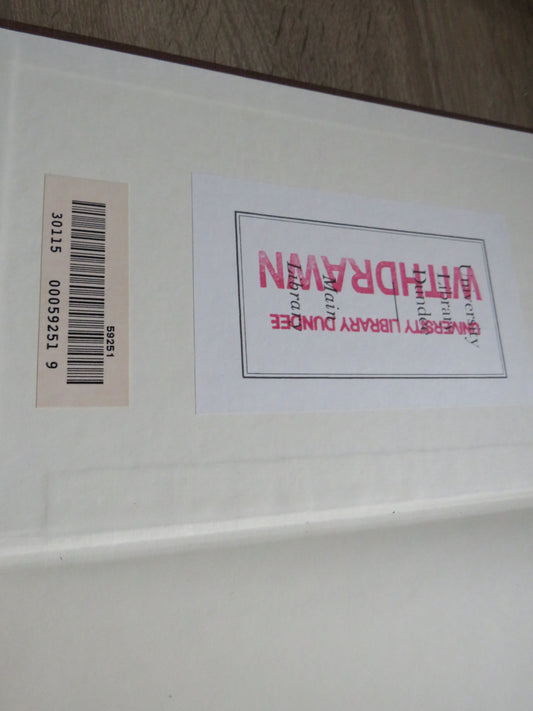 59251
30115 00059251 9
University
Library
Dundee
Main
Library
WITHDRAWN
UNIVERSITY LIBRARY DUNDEE